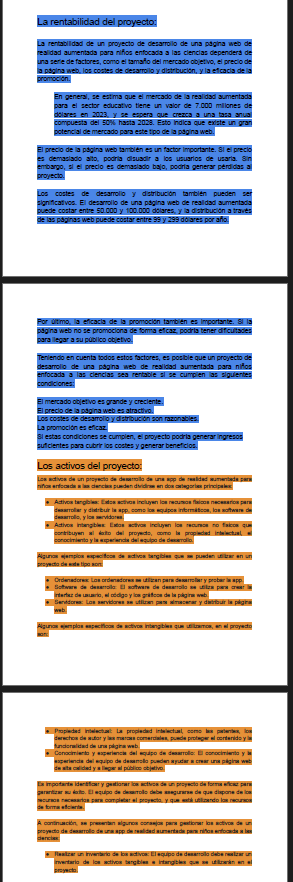 La rentabilidad del proyecto:
La rentabilidad de un proyecto de desarrollo de una página web de
realidad aumentada para niños enfocada a las ciencias dependerá de
una serie de factores, como el tamaño del mercado objetivo, el precio de
la página web, los costes de desarrollo y distribución, y la eficacia de la
promoción.
En general, se estima que el mercado de la realidad aumentada
para el sector educativo tiene un valor de 7.000 millones de
dólares en 2023, y se espera que crezca a una tasa anual
compuesta del 50% hasta 2028. Esto indica que existe un gran
potencial de mercado para este tipo de página web.
El precio de la página web también es un factor importante. Si el precio
es demasiado alto, podría disuadir a los usuarios de usarla. Sin
embargo, si el precio es demasiado bajo, podría generar pérdidas al
proyecto.
Los costes de desarrollo y distribución también pueden ser
significativos. El desarrollo de una página web de realidad aumentada
puede costar entre 50.000 y 100.000 dólares, y la distribución a través
de las páginas web puede costar entre 99 y 299 dólares por año.
Por último, la eficacia de la promoción también es importante. Si la
página web no se promociona de forma eficaz, podría tener dificultades
para llegar a su público objetivo.
Teniendo en cuenta todos estos factores, es posible que un proyecto de
desarrollo de una página web de realidad aumentada para niños
enfocada a las ciencias sea rentable si se cumplen las siguientes
condiciones:
El mercado objetivo es grande y creciente.
El precio de la página web es atractivo.
Los costes de desarrollo y distribución son razonables.
La promoción es eficaz.
Si estas condiciones se cumplen, el proyecto podría generar ingresos
suficientes para cubrir los costes y generar beneficios.
Los activos del proyecto:
Los activos de un proyecto de desarrollo de una app de realidad aumentada para
niños enfocada a las ciencias pueden dividirse en dos categorías principales:
● Activos tangibles: Estos activos incluyen los recursos físicos necesarios para
desarrollar y distribuir la app, como los equipos informáticos, los software de
desarrollo, y los servidores.
● Activos intangibles: Estos activos incluyen los recursos no físicos que
contribuyen al éxito del proyecto, como la propiedad intelectual, el
conocimiento y la experiencia del equipo de desarrollo.
Algunos ejemplos específicos de activos tangibles que se pueden utilizar en un
proyecto de este tipo son:
● Ordenadores: Los ordenadores se utilizan para desarrollar y probar la app.
● Software de desarrollo: El software de desarrollo se utiliza para crear la
interfaz de usuario, el código y los gráficos de la página web.
● Servidores: Los servidores se utilizan para almacenar y distribuir la página
web.
Algunos ejemplos específicos de activos intangibles que utilizamos, en el proyecto
son:
● Propiedad intelectual: La propiedad intelectual, como las patentes, los
derechos de autor y las marcas comerciales, puede proteger el contenido y la
funcionalidad de una página web.
● Conocimiento y experiencia del equipo de desarrollo: El conocimiento y la
experiencia del equipo de desarrollo pueden ayudar a crear una página web
de alta calidad y a llegar al público objetivo.
Es importante identificar y gestionar los activos de un proyecto de forma eficaz para
garantizar su éxito. El equipo de desarrollo debe asegurarse de que dispone de los
recursos necesarios para completar el proyecto, y que está utilizando los recursos
de forma eficiente.
A continuación, se presentan algunos consejos para gestionar los activos de un
proyecto de desarrollo de una app de realidad aumentada para niños enfocada a las
ciencias:
● Realizar un inventario de los activos: El equipo de desarrollo debe realizar un
inventario de los activos tangibles e intangibles que se utilizarán en el
proyecto.